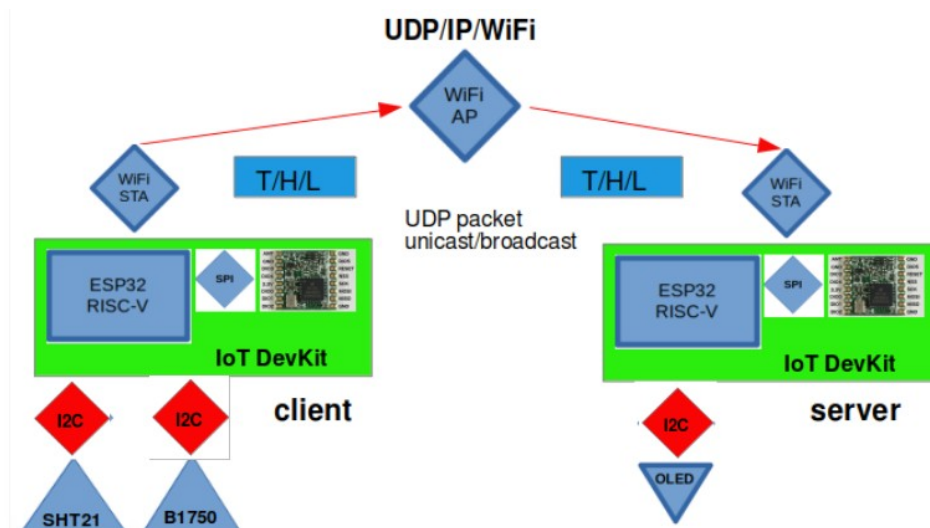 UDP/IP/WiFi
WiFi
AP
WiFi
STA
T/H/L
T/H/L
WiFi
STA
UDP packet
unicast/broadcast
ESP32
RISC-V
SPI
IoT DevKit
ESP32
RISC-V
SPI
IoT DevKit
client
server
I2C
I2C
I2C
SHT21
B1750
OLED